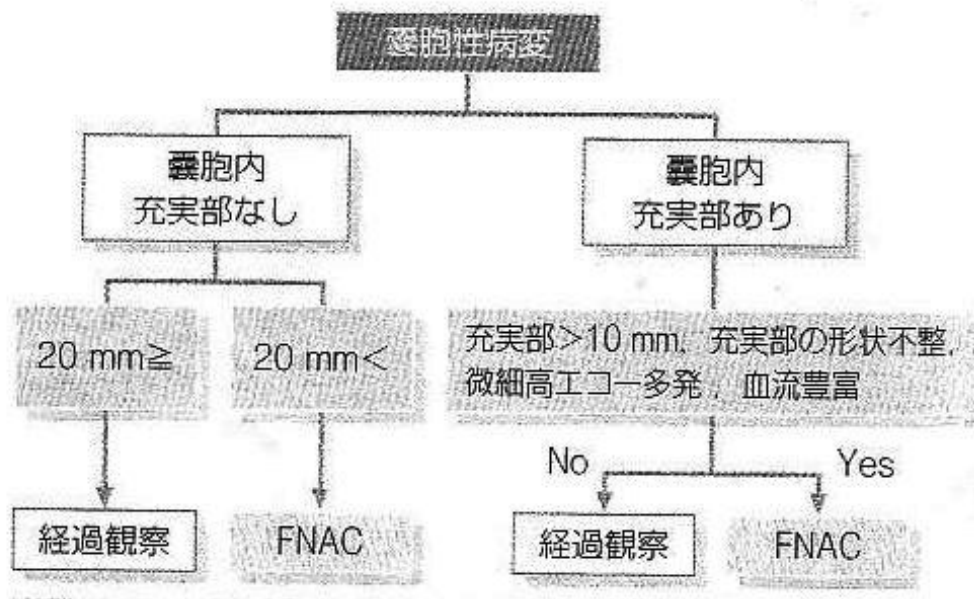 嚢胞性病変
嚢胞内
充実部なし
嚢胞内
充実部あり
20 mm≧
20 mm<
充実部>10 mm, 充実部の形状不整,
微細高エコー多発, 血流豊富
No
Yes
経過観察
FNAC
経過観察
FNAC